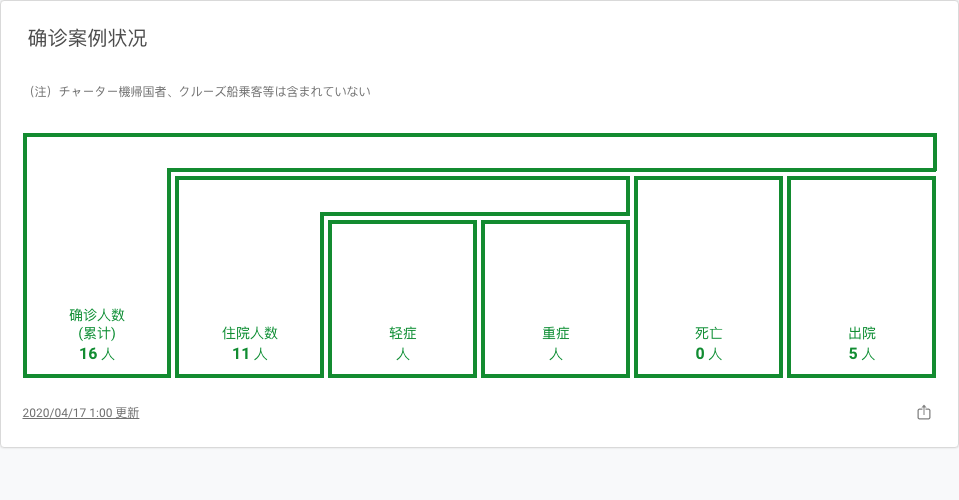 确诊案例状况
（注）チャーター機帰国者、クルーズ船乗客等は含まれていない
确诊人数
(累计)
16 人
住院人数
11 人
轻症
人
重症
人
死亡
0 人
出院
5 人
2020/04/17 1:00 更新